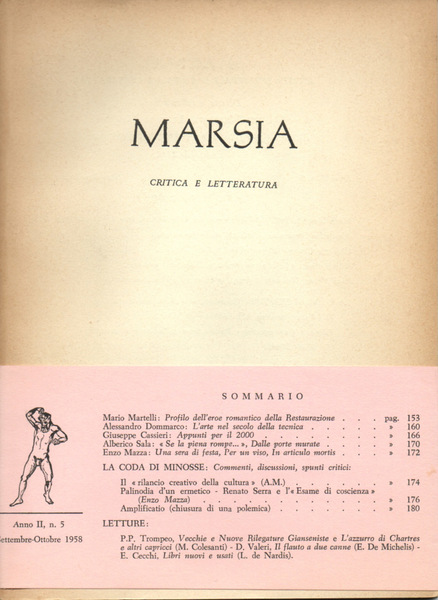 MARSIA
CRITICA E LETTERATURA
SOMMARIO
Mario Martelli: Profilo dell'eroe romantico della Restaurazione . . . pag. 153
Alessandro Dommarco: L'arte nel secolo della tecnica . . . . . . » 160
Giuseppe Cassieri: Appunti per il 2000 . . . . . . . . . » 166
Alberico Sala: « Se la piena rompe... », Dalle porte murate . . . . » 170
Enzo Mazza: Una sera di festa, Per un viso, In articulo mortis . . . » 172
LA CODA DI MINOSSE: Commenti, discussioni, spunti critici:
Il « rilancio creativo della cultura » (A.M.) . . . . . » 174
Palinodia d'un ermetico - Renato Serra e l'« Esame di coscienza »
(Enzo Mazza) . . . . . . . . . . . » 176
Amplificatio (chiusura di una polemica) . . . . . . » 180
LETTURE:
P.P. Trompeo, Vecchie e Nuove Rilegature Gianseniste e L'azzurro di Chartres
e altri capricci (M. Colesanti) - D. Valeri, Il flauto a due canne (E. De Michelis) -
E. Cecchi, Libri nuovi e usati (L. de Nardis).
Anno II, n. 5
Settembre-Ottobre 1958